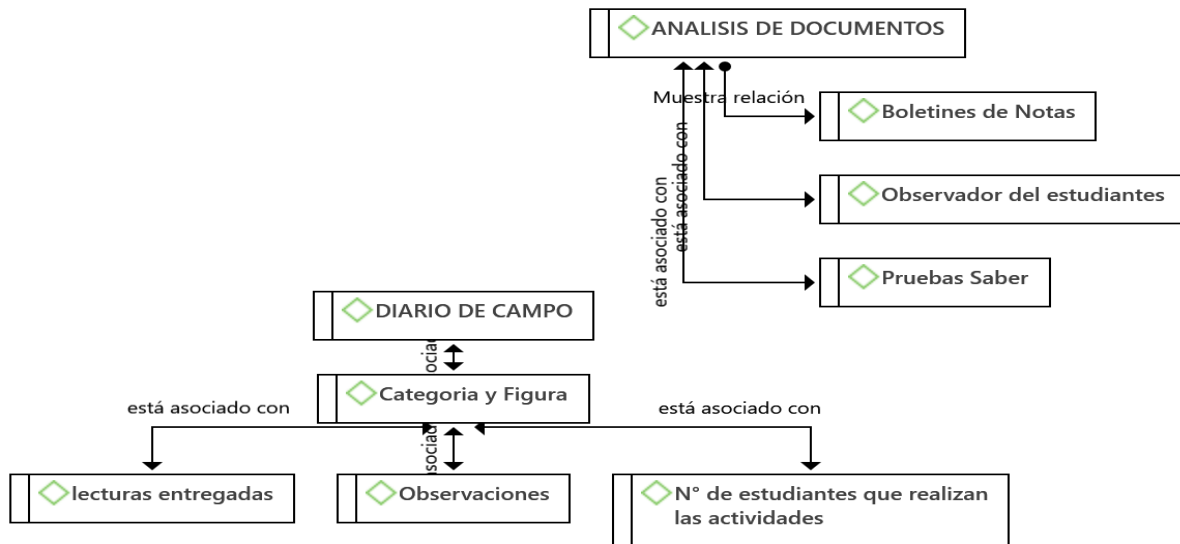 ANALISIS DE DOCUMENTOS
Muestra relación
Boletines de Notas
está asociado con
está asociado con
Observador del estudiantes
Pruebas Saber
DIARIO DE CAMPO
Categoria y Figura
está asociado con
está asociado con
lecturas entregadas
Observaciones
N° de estudiantes que realizan
las actividades